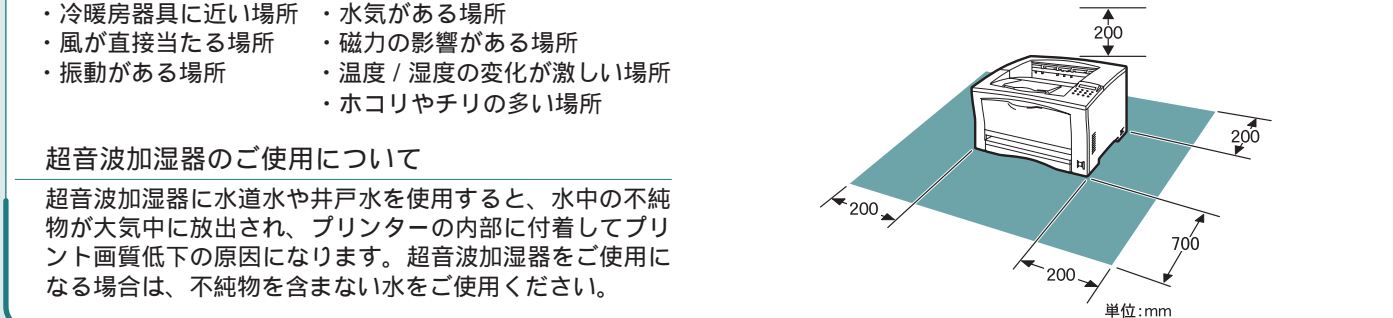 ・冷暖房器具に近い場所 ・水気がある場所
・風が直接当たる場所 ・磁力の影響がある場所
・振動がある場所 ・温度 / 湿度の変化が激しい場所
・ホコリやチリの多い場所
超音波加湿器のご使用について
超音波加湿器に水道水や井戸水を使用すると、水中の不純
物が大気中に放出され、プリンターの内部に付着してプリ
ント画質低下の原因になります。超音波加湿器をご使用に
なる場合は、不純物を含まない水をご使用ください。
200
200
200
700
200
単位:mm